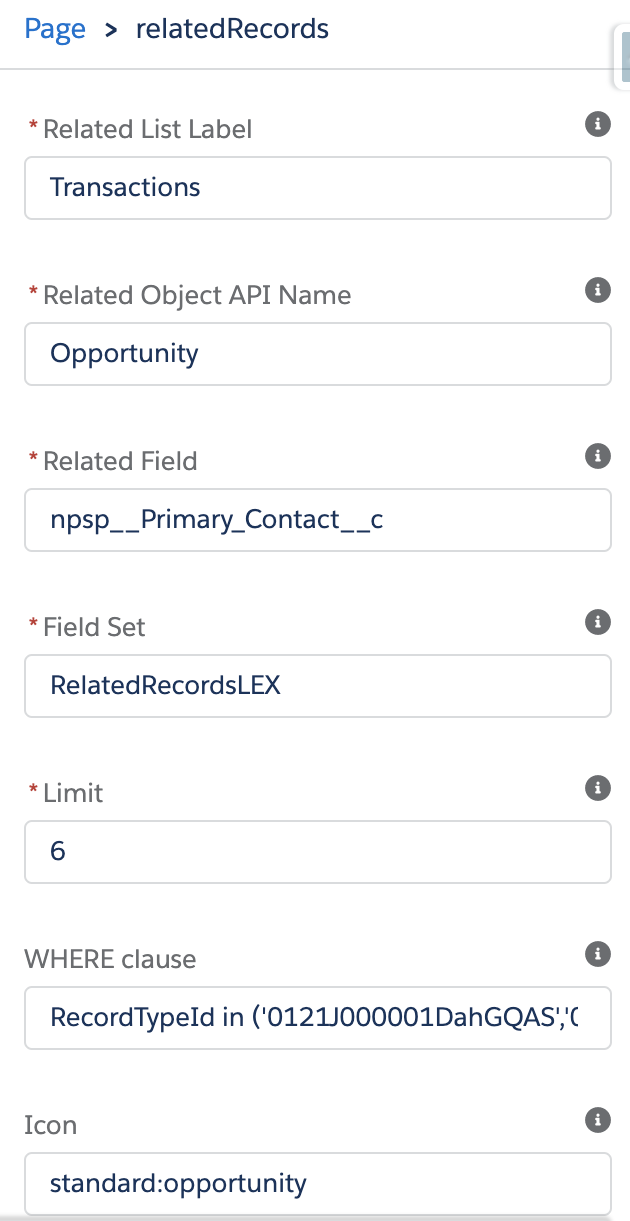 Page > relatedRecords
* Related List Label
Transactions
* Related Object API Name
Opportunity
* Related Field
npsp__Primary_Contact__c
* Field Set
RelatedRecordsLEX
* Limit
6
WHERE clause
RecordTypeId in ('0121J000001DahGQAS','
Icon
standard:opportunity